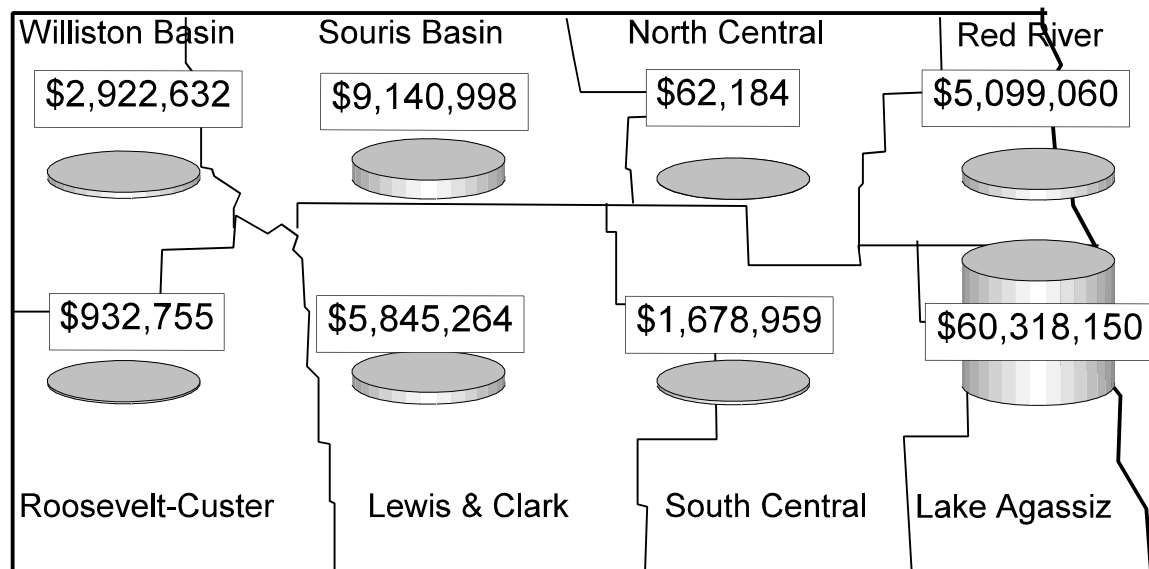 Williston Basin
Souris Basin
North Central
Red River
$2,922,632
$9,140,998
$62,184
$5,099,060
$932,755
$5,845,264
$1,678,959
$60,318,150
Roosevelt-Custer
Lewis & Clark
South Central
Lake Agassiz